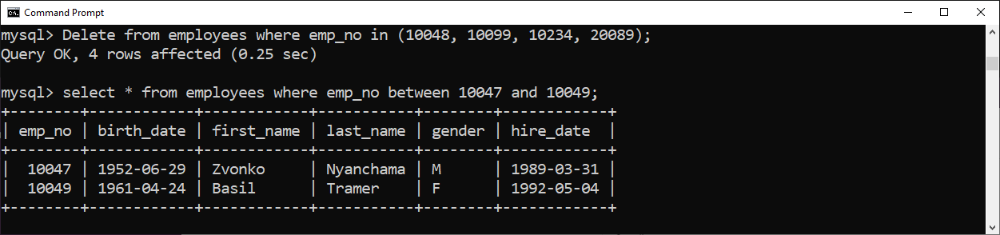 Command Prompt
mysql> Delete from employees where emp_no in (10048, 10099, 10234, 20089);
Query OK, 4 rows affected (0.25 sec)
mysql> select * from employees where emp_no between 10047 and 10049;
+--------+------------+------------+-----------+--------+------------+
| emp_no | birth_date | first_name | last_name | gender | hire_date  |
+--------+------------+------------+-----------+--------+------------+
|  10047 | 1952-06-29 | Zvonko     | Nyanchama | M      | 1989-03-31 |
|  10049 | 1961-04-24 | Basil      | Tramer    | F      | 1992-05-04 |
+--------+------------+------------+-----------+--------+------------+